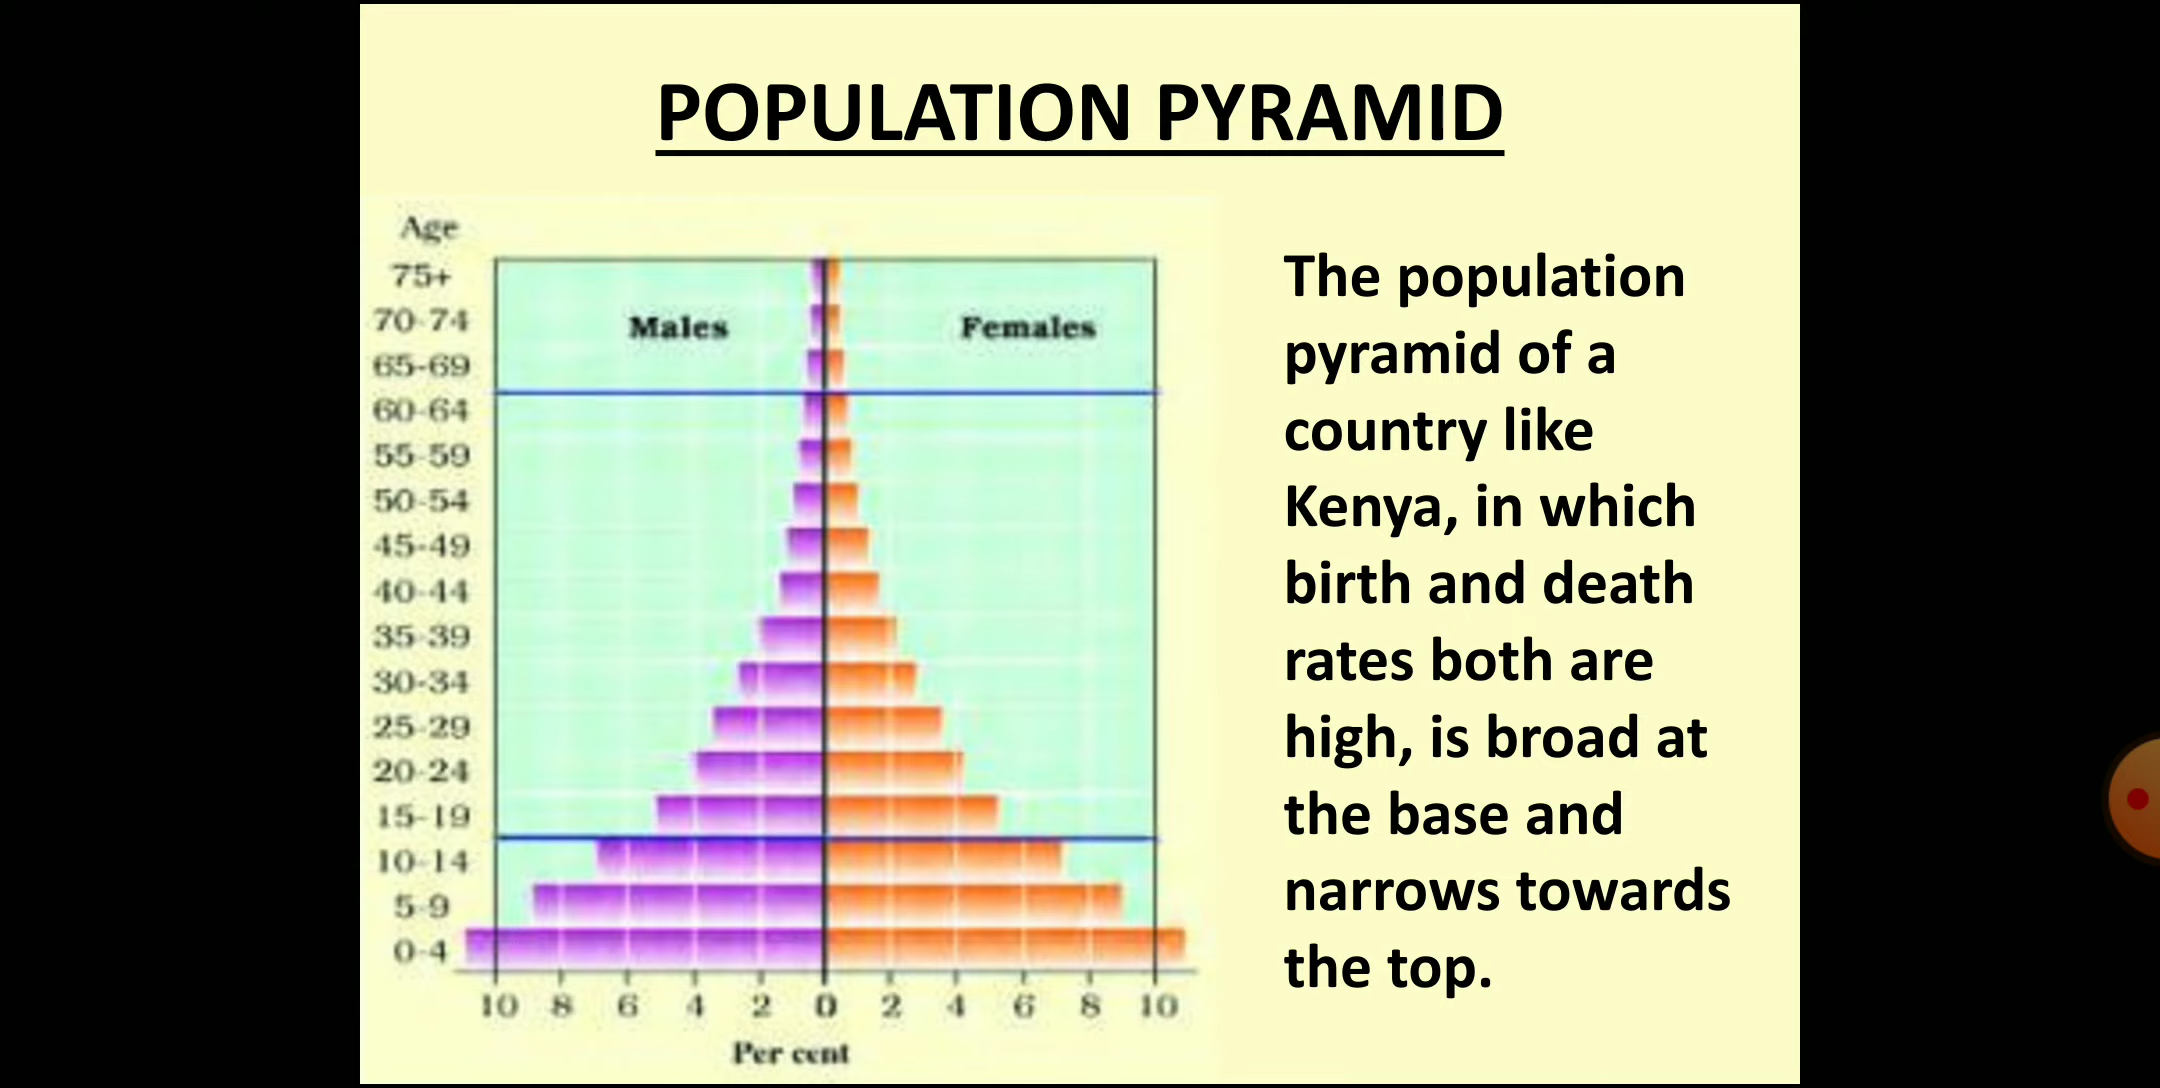 POPULATION PYRAMID
Age
75+
70-74
65-69
60-64
55-59
50-54
45-49
40-44
35-39
30-34
25-29
20-24
15-19
10-14
5-9
0-4
Males
Females
10 8 6 4 2 0 2 4 6 8 10
Per cent
The population
pyramid of a
country like
Kenya, in which
birth and death
rates both are
high, is broad at
the base and
narrows towards
the top.